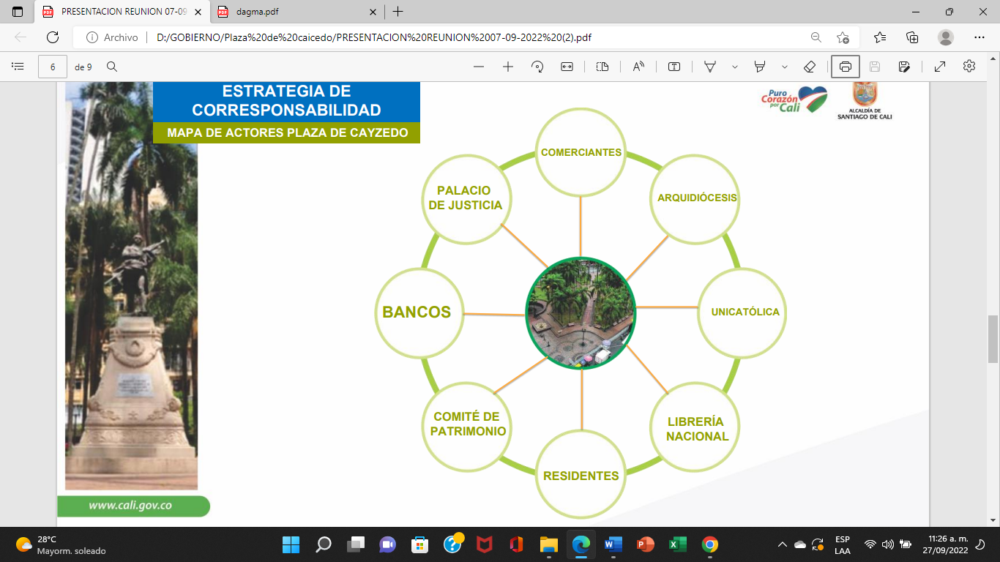 PRESENTACION REUNION 07-09
dagma.pdf
Archivo
D:/GOBIERNO/Plaza%20de%20caicedo/PRESENTACION%20REUNION%2007-09-2022%20(2).pdf
6
de 9
ESTRATEGIA DE
CORRESPONSABILIDAD
MAPA DE ACTORES PLAZA DE CAYZEDO
Puro
Corazón
por Cali
ALCALDÍA DE
SANTIAGO DE CALI
COMERCIANTES
ARQUIDIÓCESIS
UNICATÓLICA
LIBRERÍA
NACIONAL
RESIDENTES
COMITÉ DE
PATRIMONIO
BANCOS
PALACIO
DE JUSTICIA
www.cali.gov.co
28°C
Mayorm. soleado
ESP
LAA
11:26 a. m.
27/09/2022